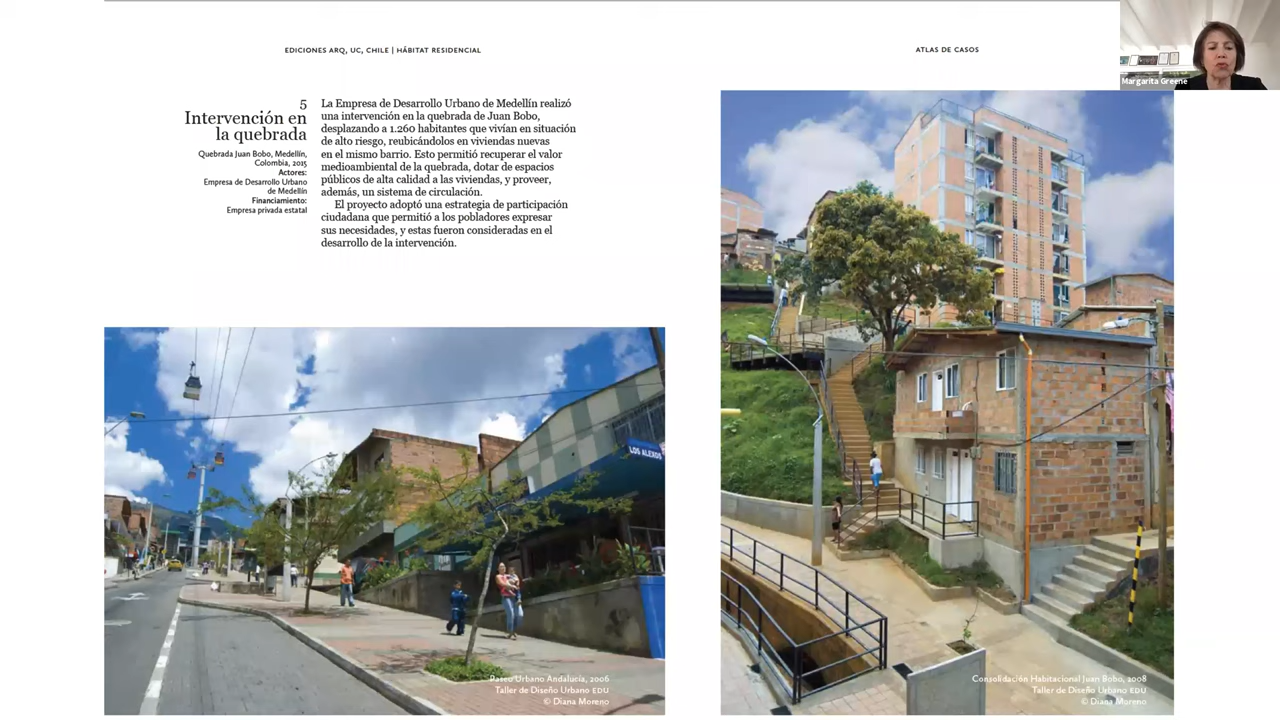 EDICIONES ARQ, UC, CHILE | HÁBITAT RESIDENCIAL
ATLAS DE CASOS
Margarita Greene
5
Intervención en
la quebrada
Quebrada Juan Bobo, Medellín,
Colombia, 2015
Actores:
Empresa de Desarrollo Urbano
de Medellín
Financiamiento:
Empresa privada estatal
La Empresa de Desarrollo Urbano de Medellín realizó
una intervención en la quebrada de Juan Bobo,
desplazando a 1.260 habitantes que vivían en situación
de alto riesgo, reubicándolos en viviendas nuevas
en el mismo barrio. Esto permitió recuperar el valor
medioambiental de la quebrada, dotar de espacios
públicos de alta calidad a las viviendas, y proveer,
además, un sistema de circulación.
El proyecto adoptó una estrategia de participación
ciudadana que permitió a los pobladores expresar
sus necesidades, y estas fueron consideradas en el
desarrollo de la intervención.
LOS ALEXOS
Paseo Urbano Andalucía, 2006
Taller de Diseño Urbano EDU
© Diana Moreno
Consolidación Habitacional Juan Bobo, 2008
Taller de Diseño Urbano EDU
© Diana Moreno